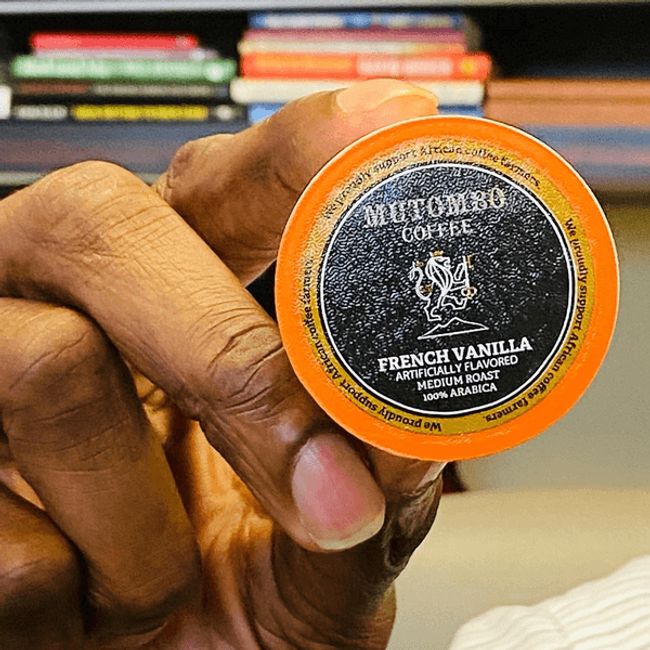 We proudly support African coffee farmers.
We proudly support African coffee farmers.
We proudly support African coffee farmers.
MUTOMBO
COFFEE
FRENCH VANILLA
ARTIFICIALLY FLAVORED
MEDIUM ROAST
100% ARABICA